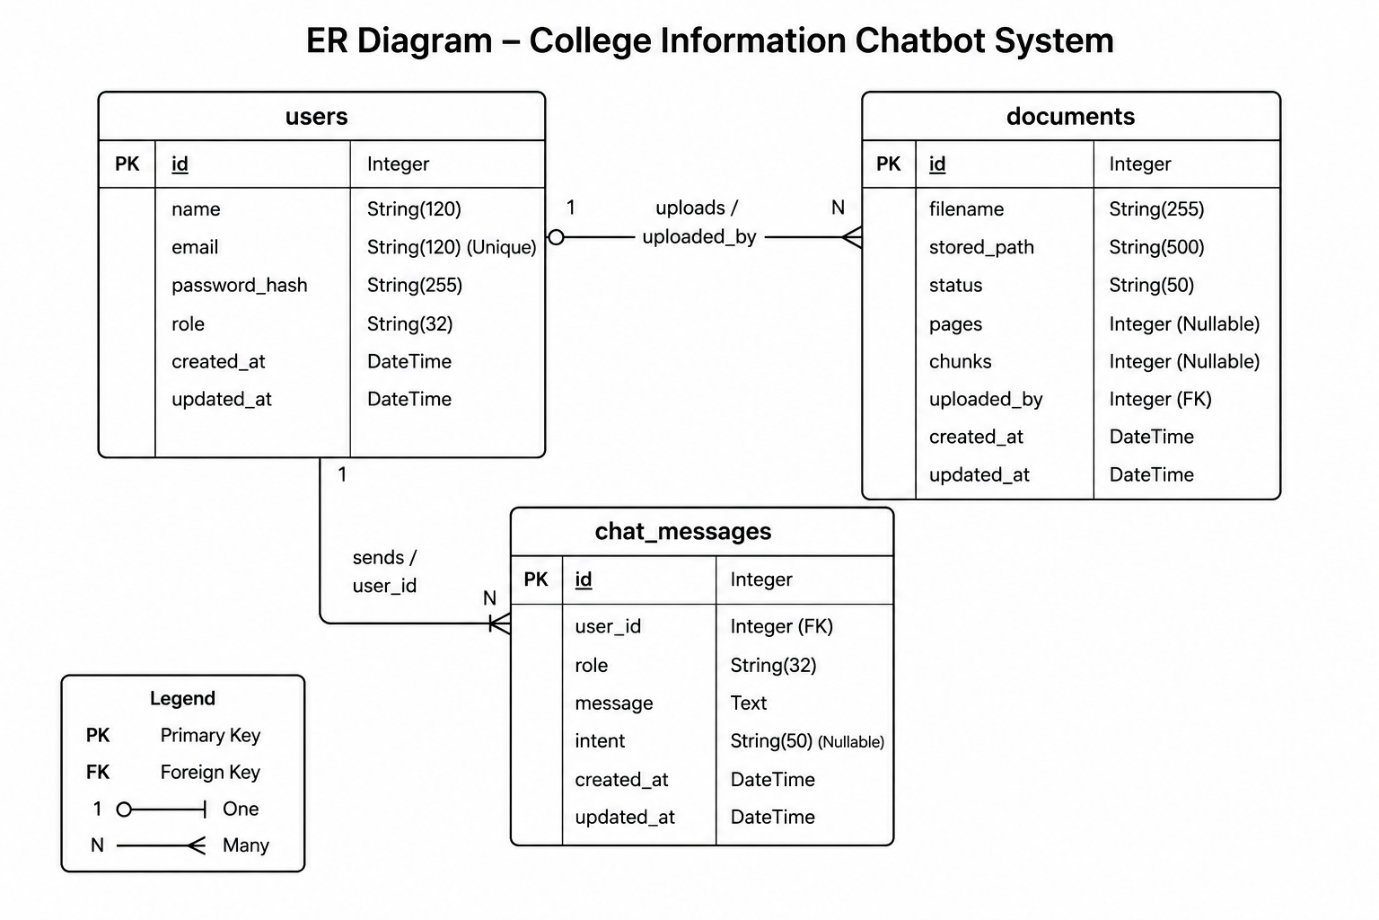 ER Diagram – College Information Chatbot System
users
PK id Integer
name String(120)
email String(120) (Unique)
password_hash String(255)
role String(32)
created_at DateTime
updated_at DateTime
1 uploads / N
uploaded_by
documents
PK id Integer
filename String(255)
stored_path String(500)
status String(50)
pages Integer (Nullable)
chunks Integer (Nullable)
uploaded_by Integer (FK)
created_at DateTime
updated_at DateTime
1
sends /
user_id
N
chat_messages
PK id Integer
user_id Integer (FK)
role String(32)
message Text
intent String(50) (Nullable)
created_at DateTime
updated_at DateTime
Legend
PK Primary Key
FK Foreign Key
1 One
N Many